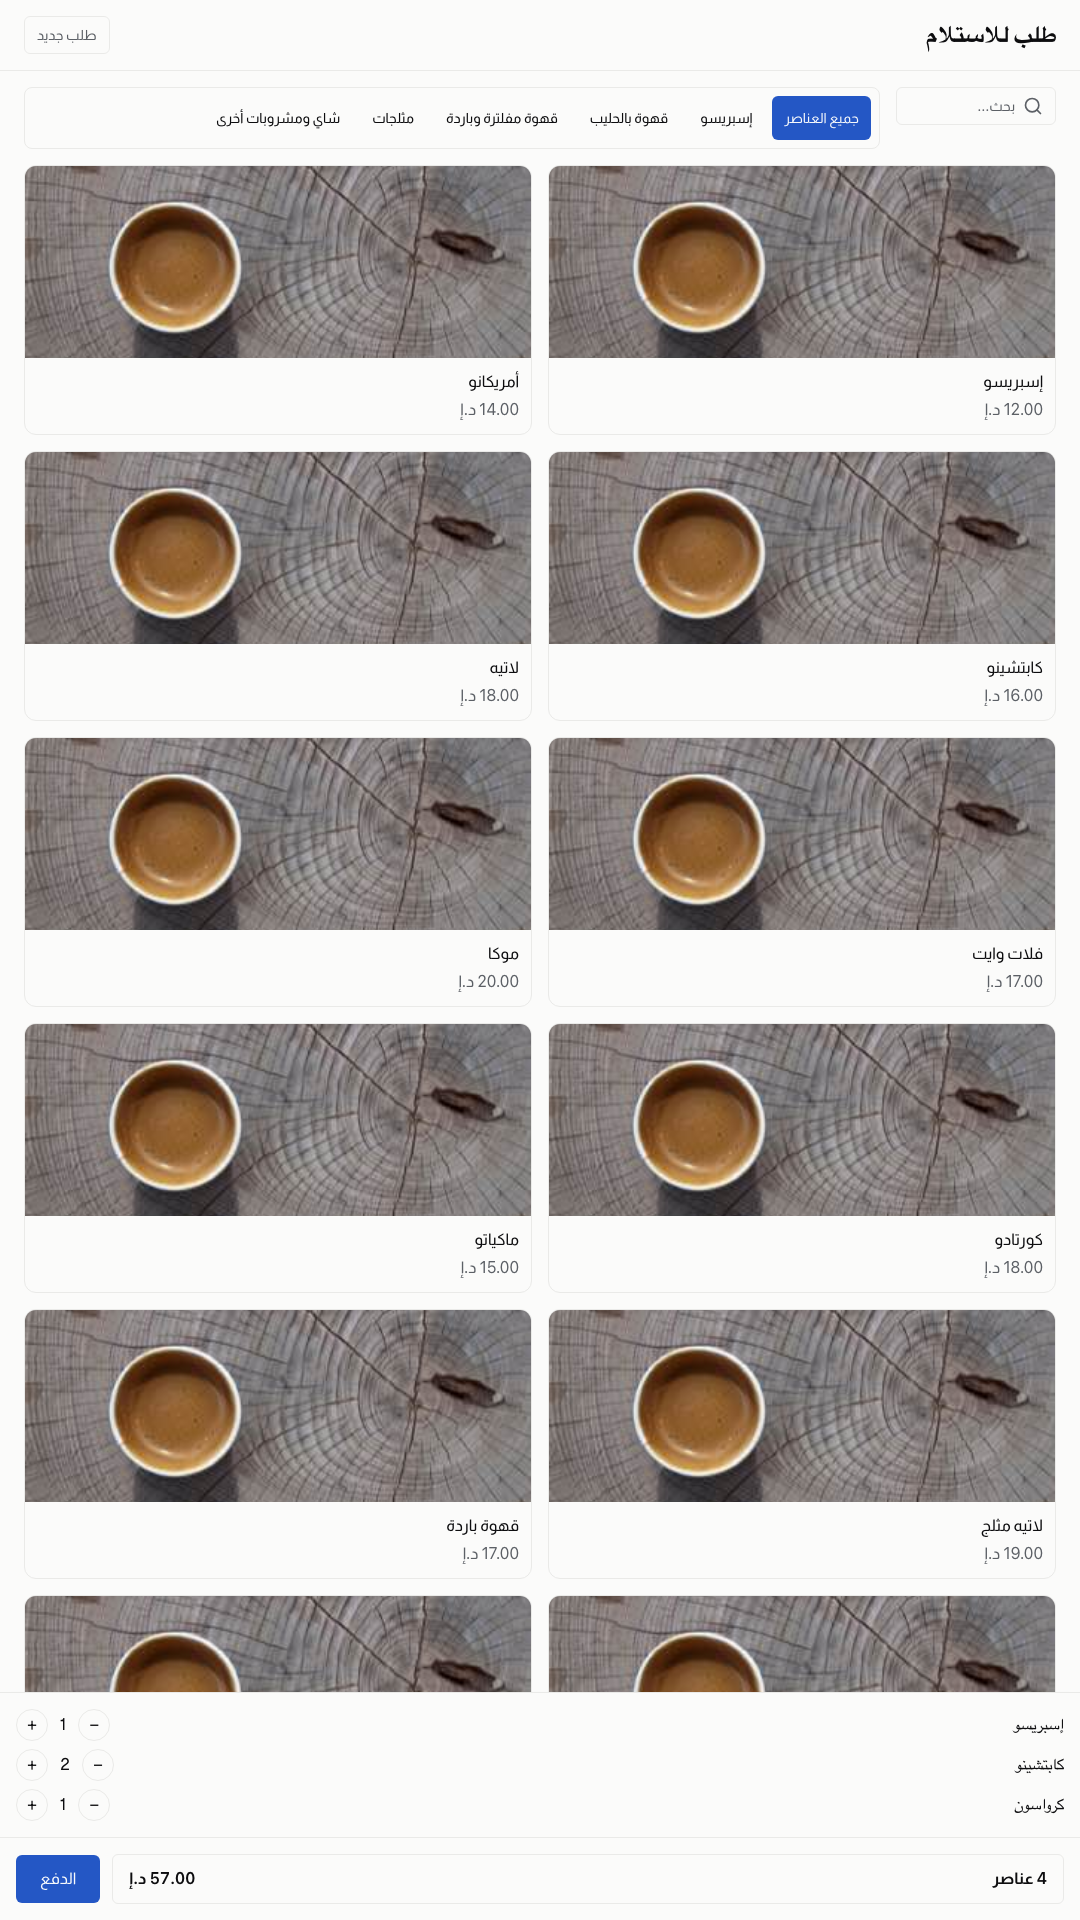 طلب للاستلام
طلب جديد
بحث...
جميع العناصر
إسبريسو
قهوة بالحليب
قهوة مفلترة وباردة
مثلجات
شاي ومشروبات أخرى
إسبريسو
12.00 د.إ
أمريكانو
14.00 د.إ
كابتشينو
16.00 د.إ
لاتيه
18.00 د.إ
فلات وايت
17.00 د.إ
موكا
20.00 د.إ
كورتادو
18.00 د.إ
ماكياتو
15.00 د.إ
لاتيه مثلج
19.00 د.إ
قهوة باردة
17.00 د.إ
إسبريسو − 1 +
كابتشينو − 2 +
كرواسون − 1 +
4 عناصر 57.00 د.إ
الدفع